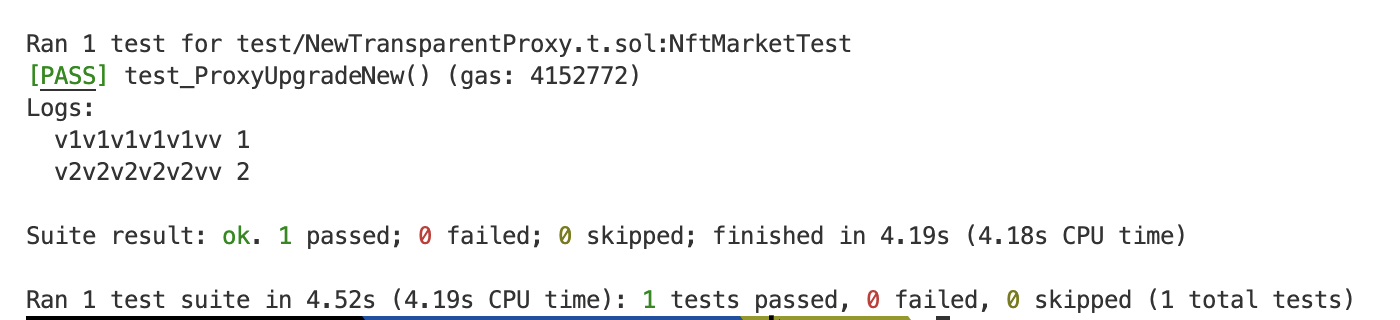 Ran 1 test for test/NewTransparentProxy.t.sol:NftMarketTest
[PASS] test_ProxyUpgradeNew() (gas: 4152772)
Logs:
v1v1v1v1v1vv 1
v2v2v2v2v2vv 2
Suite result: ok. 1 passed; 0 failed; 0 skipped; finished in 4.19s (4.18s CPU time)
Ran 1 test suite in 4.52s (4.19s CPU time): 1 tests passed, 0 failed, 0 skipped (1 total tests)